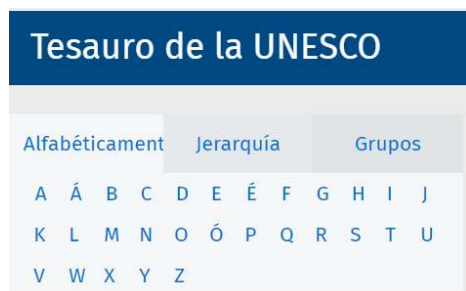 Tesauro de la UNESCO
Alfabéticament Jerarquía Grupos
A Á B C D E É F G H I J
K L M N O Ó P Q R S T U
V W X Y Z